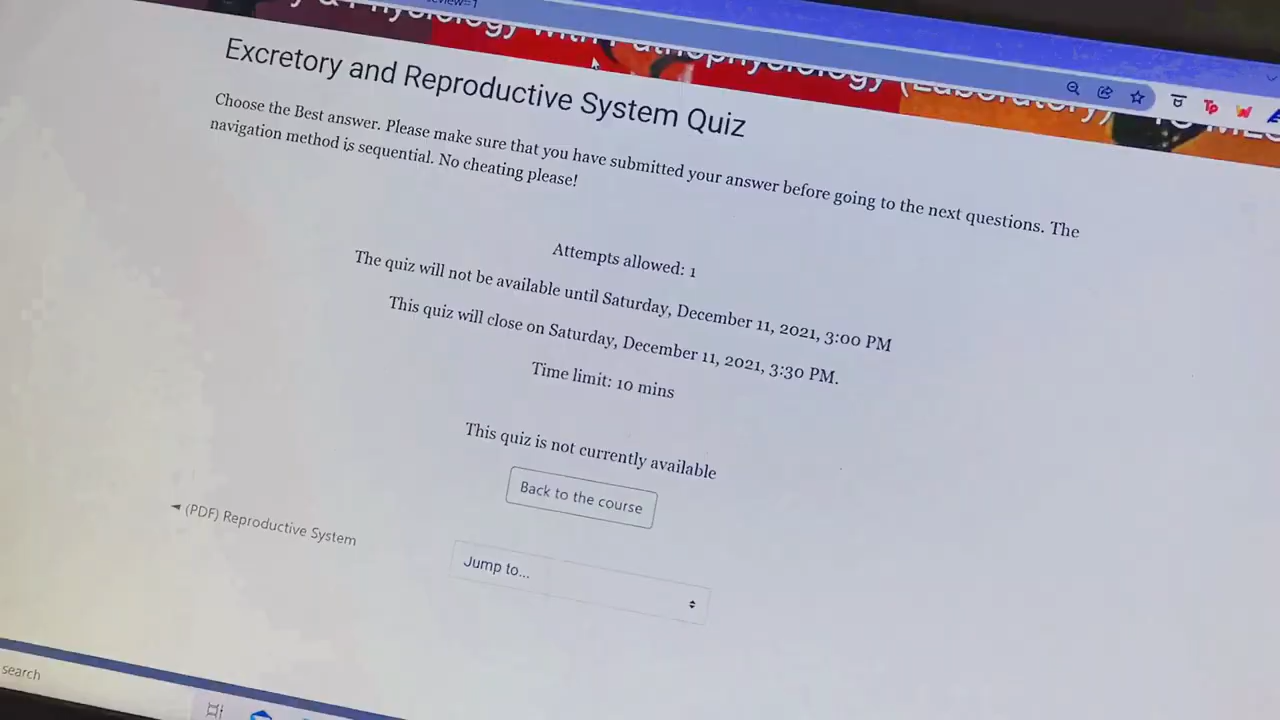 Physiology with Pathophysiology (Laboratory)
Excretory and Reproductive System Quiz
Choose the Best answer. Please make sure that you have submitted your answer before going to the next questions. The
navigation method is sequential. No cheating please!
Attempts allowed: 1
The quiz will not be available until Saturday, December 11, 2021, 3:00 PM
This quiz will close on Saturday, December 11, 2021, 3:30 PM.
Time limit: 10 mins
This quiz is not currently available
Back to the course
◄ (PDF) Reproductive System
Jump to...
search